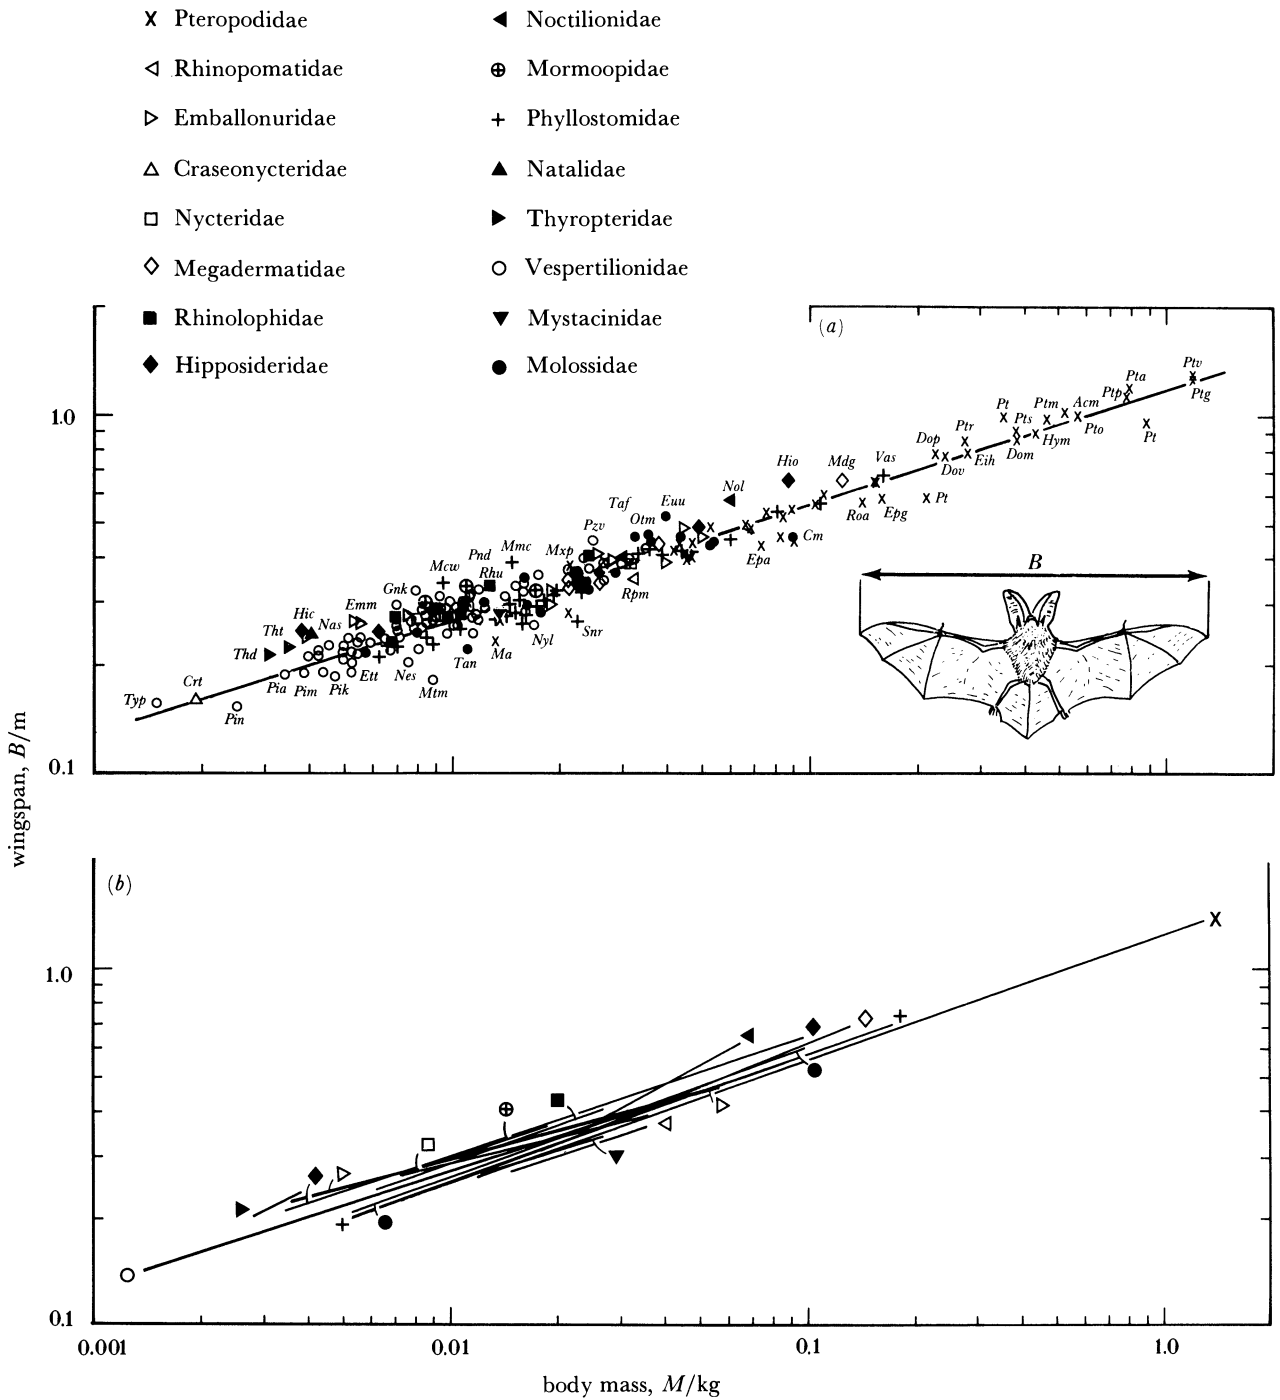 Pteropodidae
Noctilionidae
Rhinopomatidae
Mormoopidae
Emballonuridae
Phyllostomidae
Craseonycteridae
Natalidae
Nycteridae
Thyropteridae
Megadermatidae
Vespertilionidae
Rhinolophidae
Mystacinidae
Hipposideridae
Molossidae
(a)
Ptv
Pta
Ptp
Ptg
Pt
Ptm
Acm
1.0
Pts
Pto
Ptr
Hym
Pt
Dop
Dom
Eih
Dov
Vas
Hio
Mdg
Nol
Pt
Taf
Euu
Roa
Epg
Otm
Pzv
Cm
Mmc
Mxp
Pnd
Epa
Mcw
Rhu
Rpm
Gnk
Emm
Hic
Nas
Tht
Snr
Nyl
Thd
Ma
Tan
Crt
Ett
Nes
Pia
Pim
Pik
Mtm
Typ
Pin
B
0.1
wingspan, B/m
(b)
1.0
0.1
0.001
0.01
0.1
1.0
body mass, M/kg